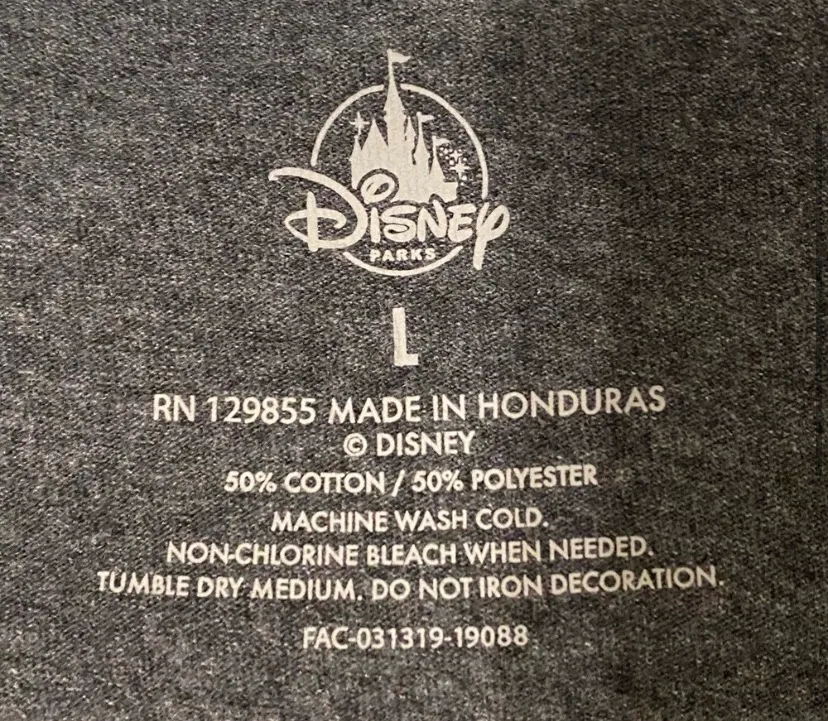 DISNEY
PARKS
L
RN 129855 MADE IN HONDURAS
© DISNEY
50% COTTON / 50% POLYESTER
MACHINE WASH COLD.
NON-CHLORINE BLEACH WHEN NEEDED.
TUMBLE DRY MEDIUM. DO NOT IRON DECORATION.
FAC-031319-19088